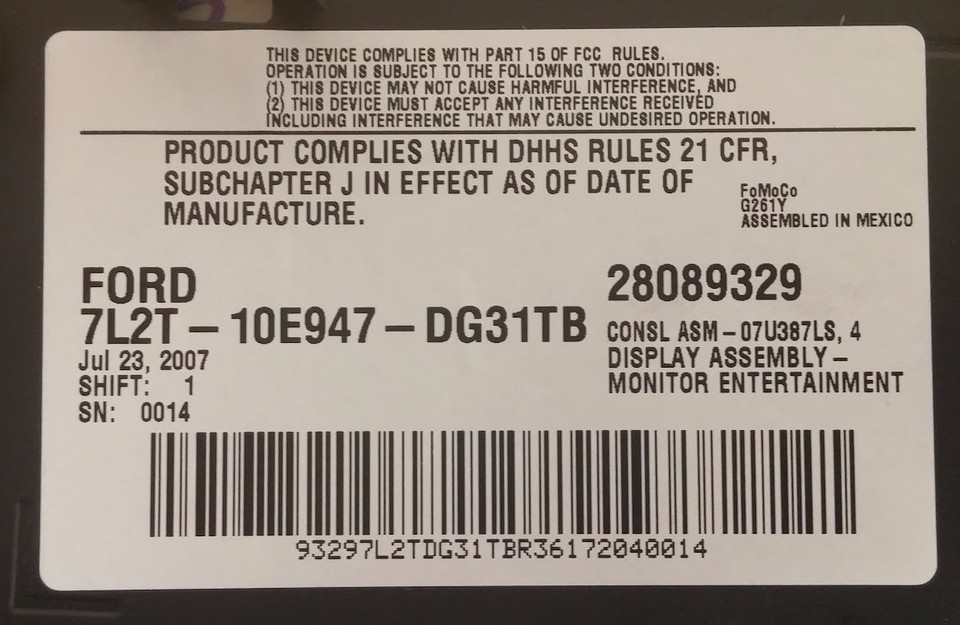 THIS DEVICE COMPLIES WITH PART 15 OF FCC RULES.
OPERATION IS SUBJECT TO THE FOLLOWING TWO CONDITIONS:
(1) THIS DEVICE MAY NOT CAUSE HARMFUL INTERFERENCE, AND
(2) THIS DEVICE MUST ACCEPT ANY INTERFERENCE RECEIVED
INCLUDING INTERFERENCE THAT MAY CAUSE UNDESIRED OPERATION.
PRODUCT COMPLIES WITH DHHS RULES 21 CFR,
SUBCHAPTER J IN EFFECT AS OF DATE OF
MANUFACTURE.
FoMoCo
G261Y
ASSEMBLED IN MEXICO
FORD
7L2T – 10E947 – DG31TB
Jul 23, 2007
SHIFT: 1
SN: 0014
28089329
CONSL ASM – 07U387LS, 4
DISPLAY ASSEMBLY –
MONITOR ENTERTAINMENT
93297L2TDG31TBR36172040014